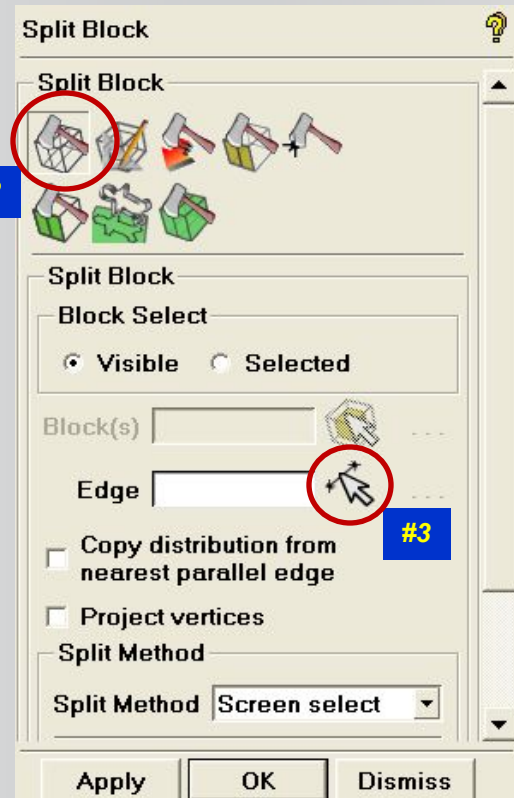 Split Block
Split Block
Split Block
Block Select
Visible Selected
Block(s) ...
Edge ...
#3
Copy distribution from
nearest parallel edge
Project vertices
Split Method
Split Method Screen select
Apply OK Dismiss